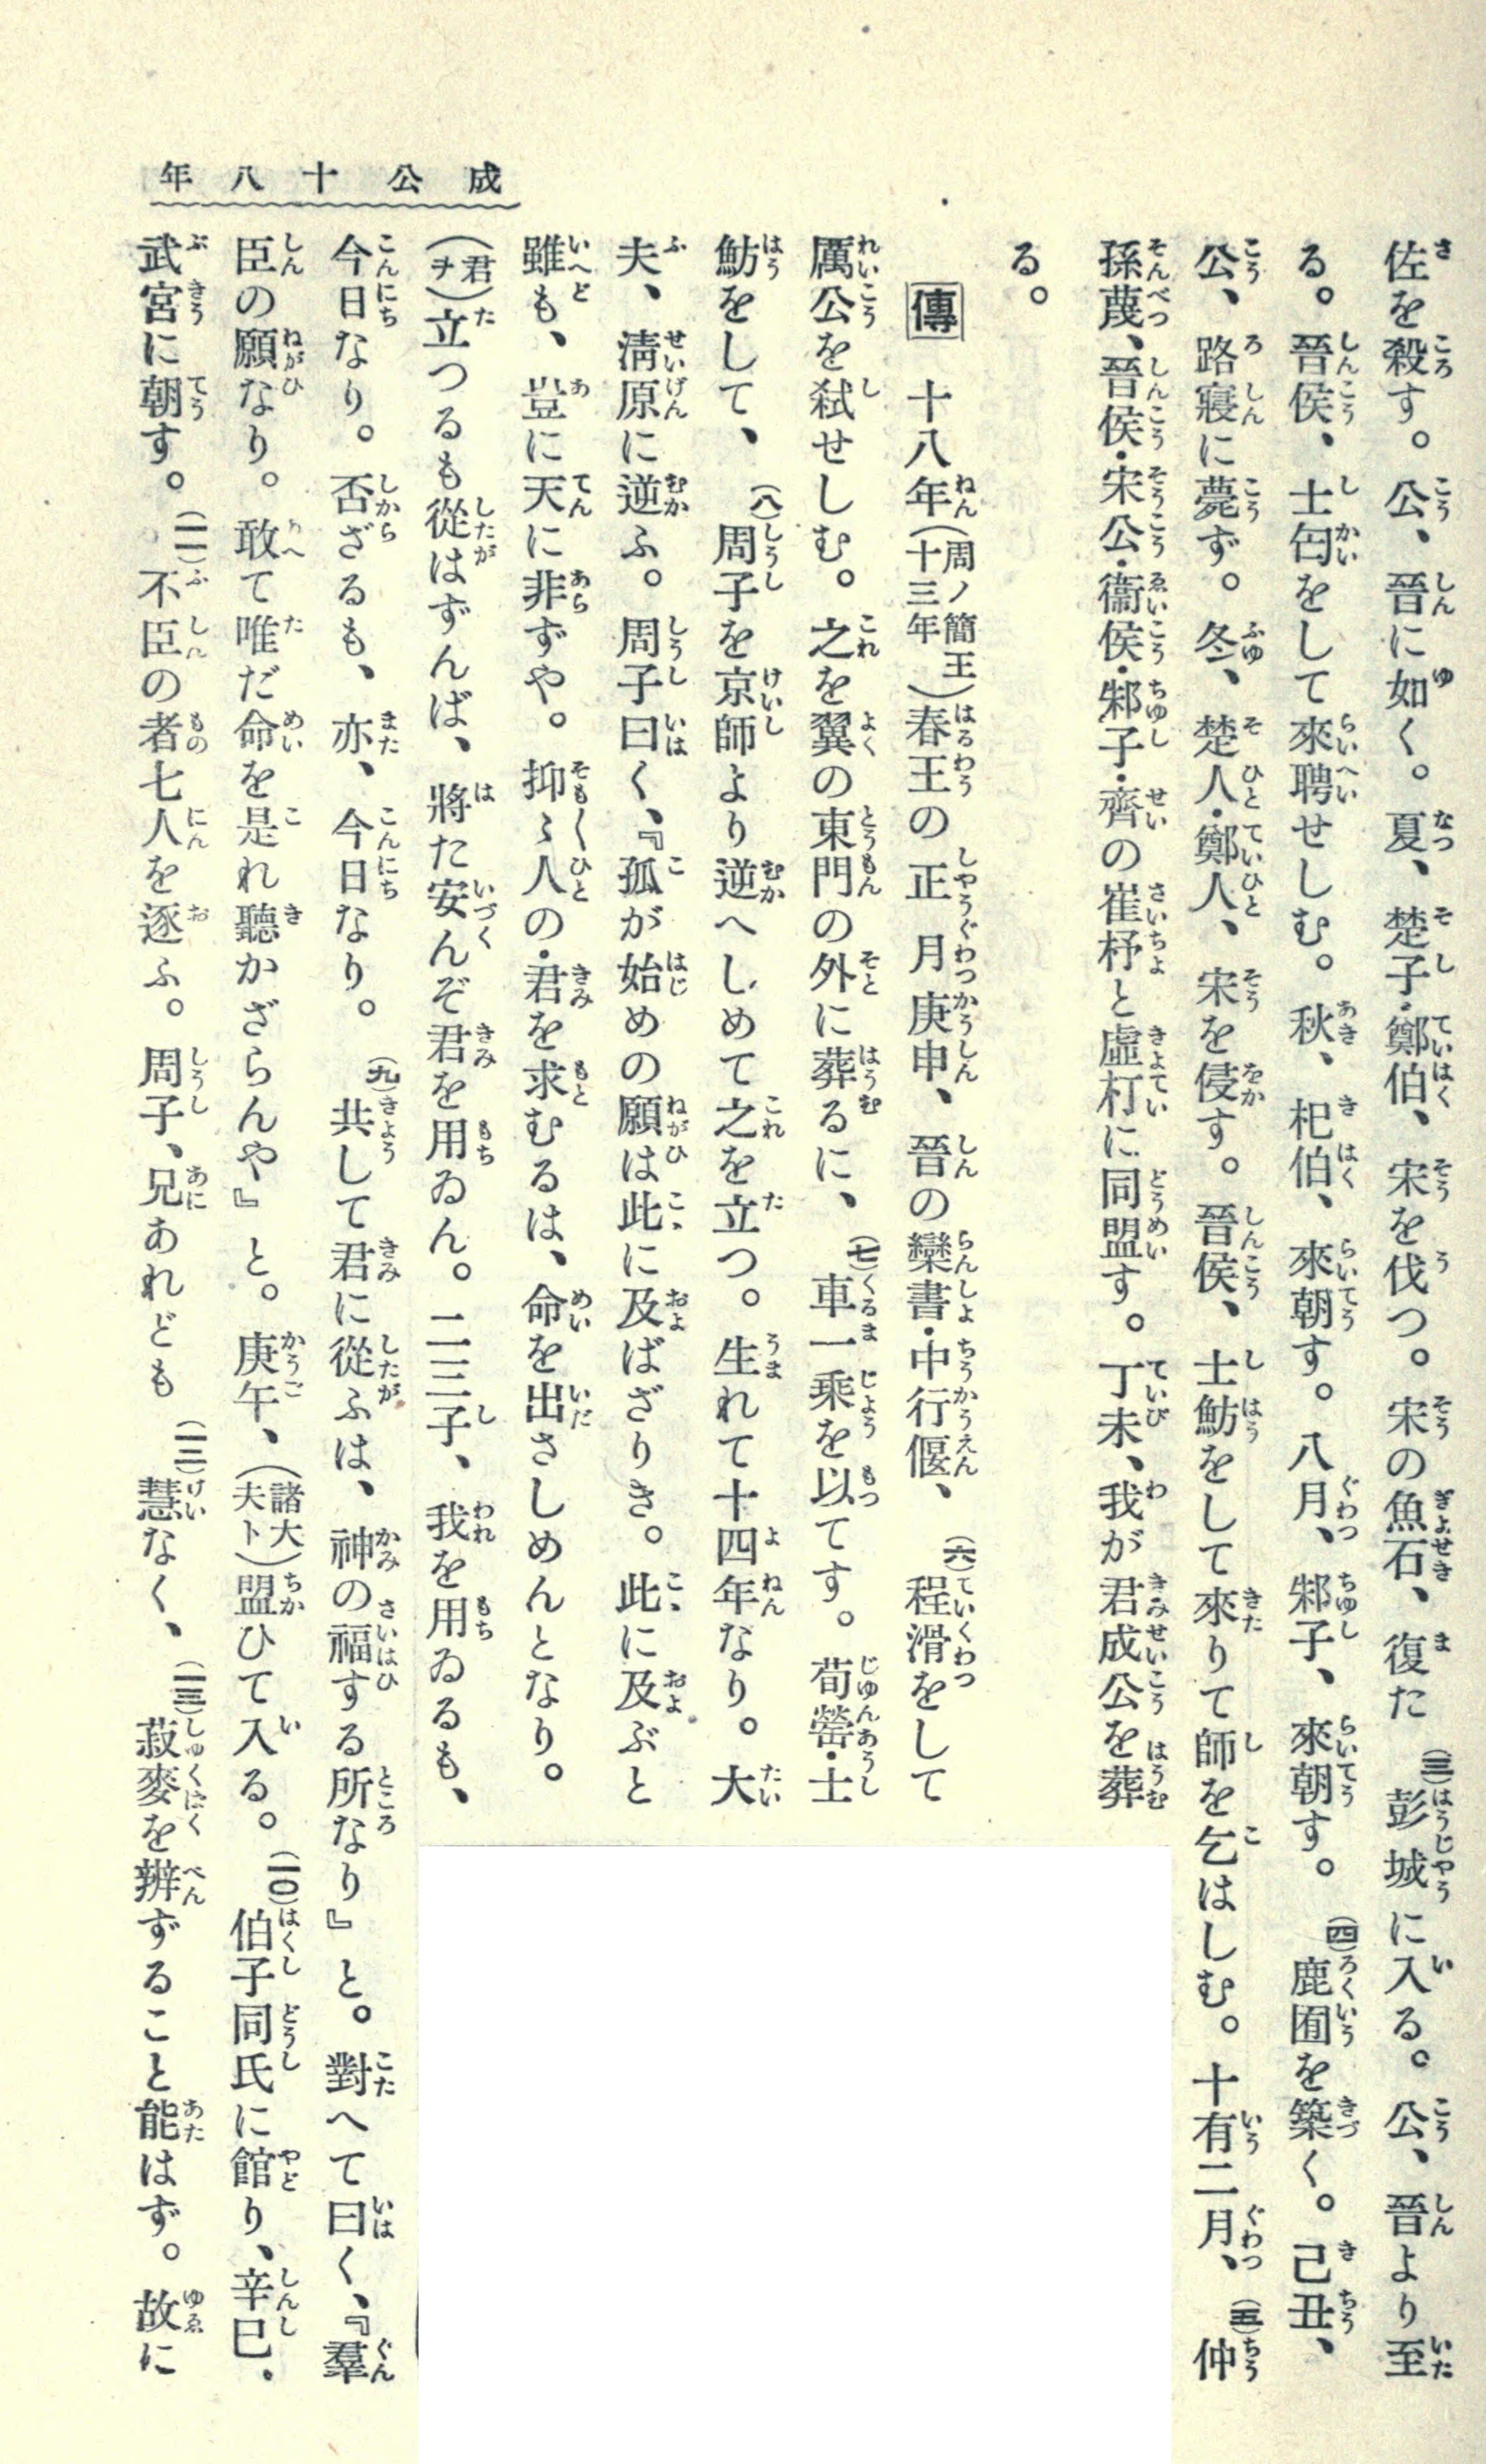 成公十八年
佐を殺す。公、晉に如く。夏、楚子・鄭伯、宋を伐つ。宋の魚石、復た(三)彭城に入る。公、晉より至
る。晉侯、士匄をして來聘せしむ。秋、杞伯、來朝す。八月、邾子、來朝す。(四)鹿囿を築く。己丑、
公、路寢に薨ず。冬、楚人・鄭人、宋を侵す。晉侯、士魴をして來りて師を乞はしむ。十有二月、(五)仲
孫蔑、晉侯・宋公・衞侯・邾子・齊の崔杼と虛朾に同盟す。丁未、我が君成公を葬
る。
傳 十八年(周ノ簡王十三年)春王の正月庚申、晉の欒書・中行偃、(六)程滑をして
厲公を弑せしむ。之を翼の東門の外に葬るに、(七)車一乘を以てす。荀罃・士
魴をして、(八)周子を京師より逆へしめて之を立つ。生れて十四年なり。大
夫、淸原に逆ふ。周子曰く、『孤が始めの願は此に及ばざりき。此に及ぶと
雖も、豈に天に非ずや。抑〻人の・君を求むるは、命を出さしめんとなり。
(君チ)立つるも從はずんば、將た安んぞ君を用ゐん。二三子、我を用ゐるも、
今日なり。否ざるも、亦、今日なり。(九)共して君に從ふは、神の福する所なり』と。對へて曰く、『羣
臣の願なり。敢て唯だ命を是れ聽かざらんや』と。庚午、(諸大夫ト)盟ひて入る。(一〇)伯子同氏に館り、辛巳.
武宮に朝す。(一一)不臣の者七人を逐ふ。周子、兄あれども(一二)慧なく、(一三)菽麥を辨ずること能はず。故に